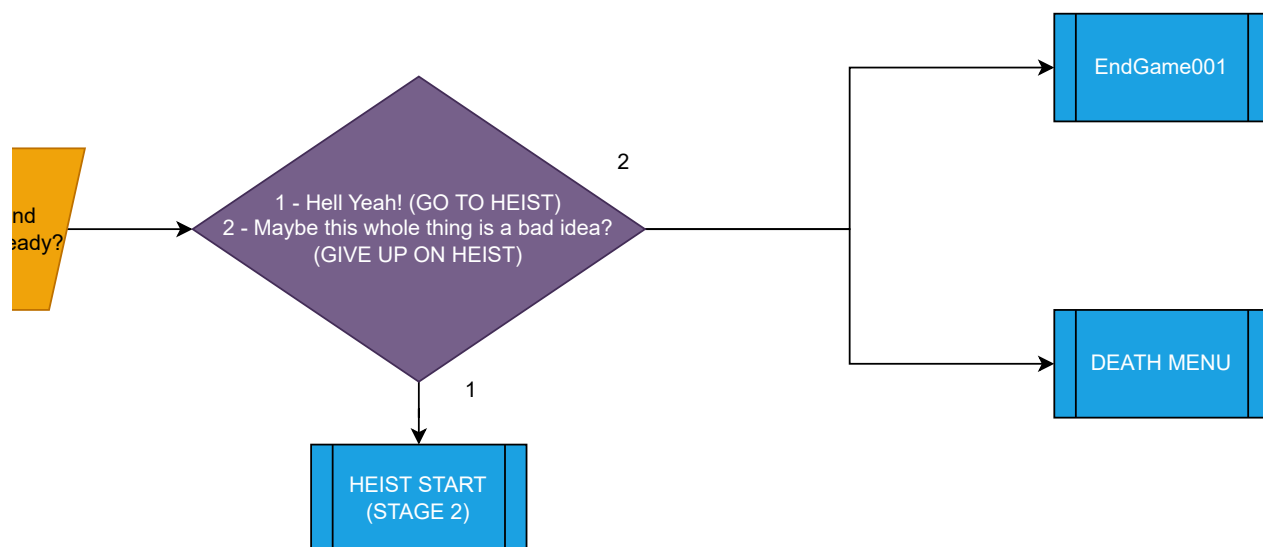 EndGame001
2
1 - Hell Yeah! (GO TO HEIST)
2 - Maybe this whole thing is a bad idea?
(GIVE UP ON HEIST)
DEATH MENU
1
HEIST START
(STAGE 2)